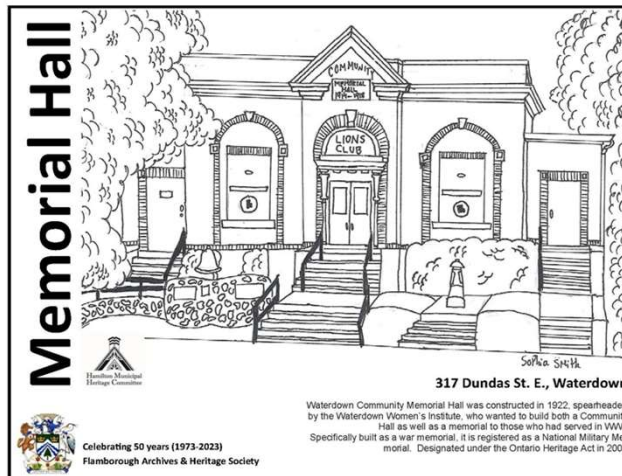 Memorial Hall
COMMUNITY
MEMORIAL
HALL
1914-1918
LIONS
CLUB
Sophia Smith
Hamilton Municipal
Heritage Committee
317 Dundas St. E., Waterdown
Waterdown Community Memorial Hall was constructed in 1922, spearheade
by the Waterdown Women's Institute, who wanted to build both a Communit
Hall as well as a memorial to those who had served in WW
Specifically built as a war memorial, it is registered as a National Military Me
morial. Designated under the Ontario Heritage Act in 200
Celebrating 50 years (1973-2023)
Flamborough Archives & Heritage Society